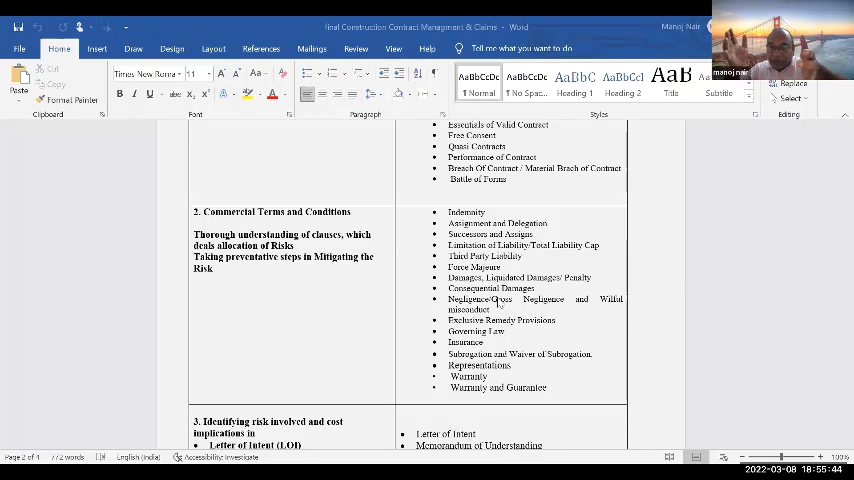 final Construction Contract Managment & Claims - Word
Manoj Nair
File Home Insert Draw Design Layout References Mailings Review View Help Tell me what you want to do
manoj nair
Paste
Cut
Copy
Format Painter
Times New Roma 11
AaBbCcDc AaBbCcDc AaBbC AaBbCcl AaB
¶ Normal ¶ No Spac... Heading 1 Heading 2 Title Subtitle
Select
Clipboard Font Paragraph Styles Editing
Essentials of Valid Contract
Free Consent
Quasi Contracts
Performance of Contract
Breach Of Contract / Material Brach of Contract
Battle of Forms
2. Commercial Terms and Conditions
Thorough understanding of clauses, which
deals allocation of Risks
Taking preventative steps in Mitigating the
Risk
Indemnity
Assignment and Delegation
Successors and Assigns
Limitation of Liability/Total Liability Cap
Third Party Liability
Force Majeure
Damages, Liquidated Damages/ Penalty
Consequential Damages
Negligence/Gross Negligence and Wilful
misconduct
Exclusive Remedy Provisions
Governing Law
Insurance
Subrogation and Waiver of Subrogation.
Representations
Warranty
Warranty and Guarantee
3. Identifying risk involved and cost
implications in
Letter of Intent (LOI)
Letter of Intent
Memorandum of Understanding
Page 2 of 4 772 words English (India) Accessibility: Investigate 100%
2022-03-08 18:55:44